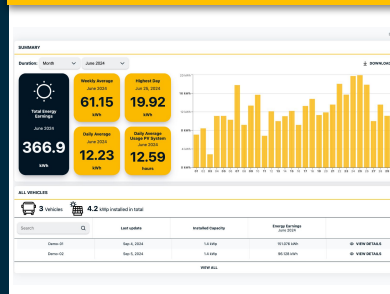 SUMMARY
Duration: Month June 2024 DOWNLOAD
Total Energy Earnings
June 2024
366.9
kWh
Weekly Average
June 2024
61.15
kWh
Highest Day
Jun 26, 2024
19.92
kWh
Daily Average
June 2024
12.23
kWh
Daily Average
Usage PV System
June 2024
12.59
hours
ALL VEHICLES
3 Vehicles 4.2 kWp installed in total
Search Last update Installed Capacity Energy Earnings
June 2024
Demo-01 Sep 4, 2024 1.4 kWp VIEW DETAILS
Demo-02 Sep 5, 2024 1.4 kWp VIEW DETAILS
VIEW ALL